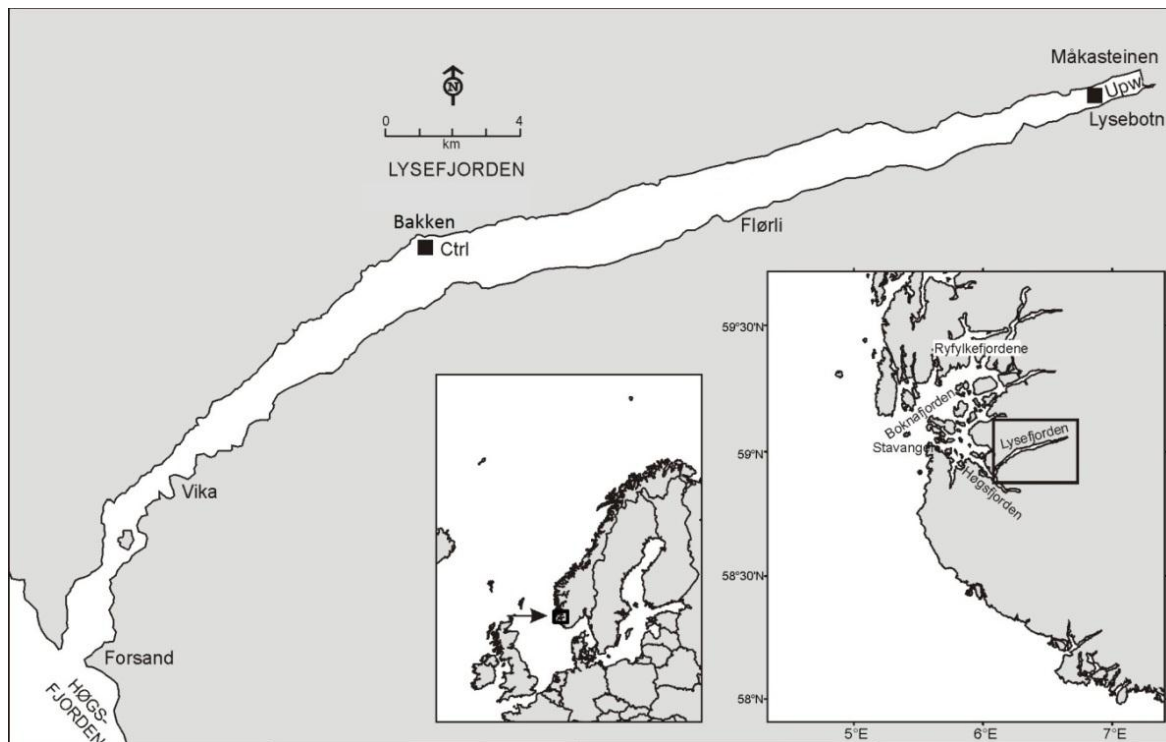 Måkasteinen
Upw
Lysebotn
N
0 4
km
LYSEFJORDEN
Bakken
Ctrl
Flørli
Vika
Forsand
HØGS-
FJORDEN
59°30'N
Ryfylkefjordene
Boknafjorden
Lysefjorden
Stavanger
59°N
Høgsfjorden
58°30'N
58°N
5°E 6°E 7°E